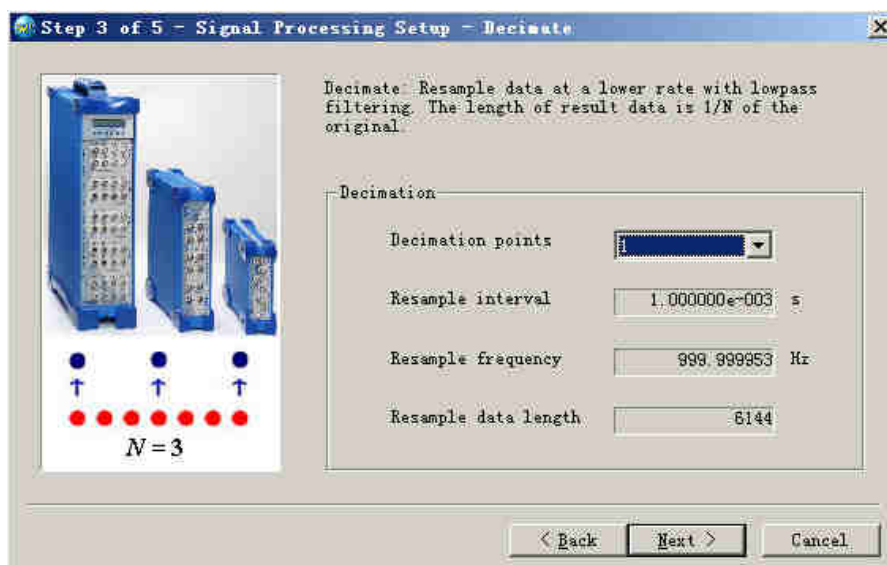 Step 3 of 5 - Signal Processing Setup - Decimate
Decimate: Resample data at a lower rate with lowpass
filtering. The length of result data is 1/N of the
original.
Decimation
Decimation points
1
Resample interval
1.000000e-003 s
Resample frequency
999.999953 Hz
Resample data length
6144
N = 3
< Back
Next >
Cancel